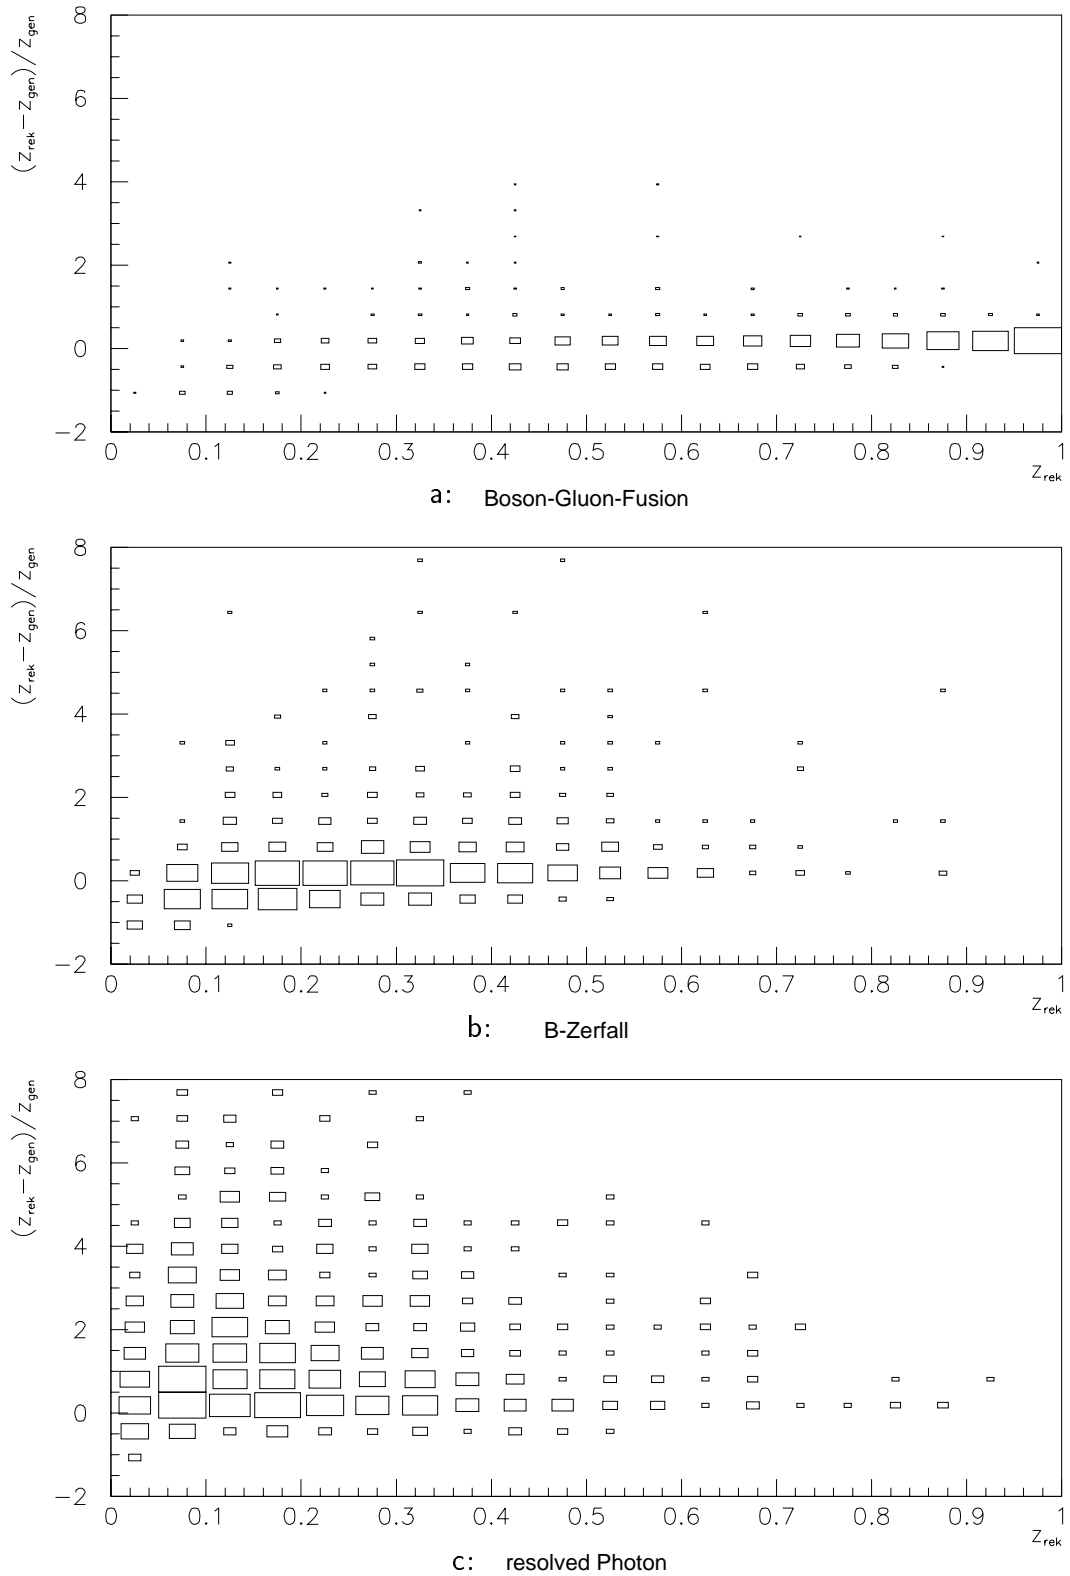 (z_rek−z_gen)/z_gen
8
6
4
2
0
−2
0 0.1 0.2 0.3 0.4 0.5 0.6 0.7 0.8 0.9 1
z_rek
a: Boson-Gluon-Fusion
(z_rek−z_gen)/z_gen
8
6
4
2
0
−2
0 0.1 0.2 0.3 0.4 0.5 0.6 0.7 0.8 0.9 1
z_rek
b: B-Zerfall
(z_rek−z_gen)/z_gen
8
6
4
2
0
−2
0 0.1 0.2 0.3 0.4 0.5 0.6 0.7 0.8 0.9 1
z_rek
c: resolved Photon